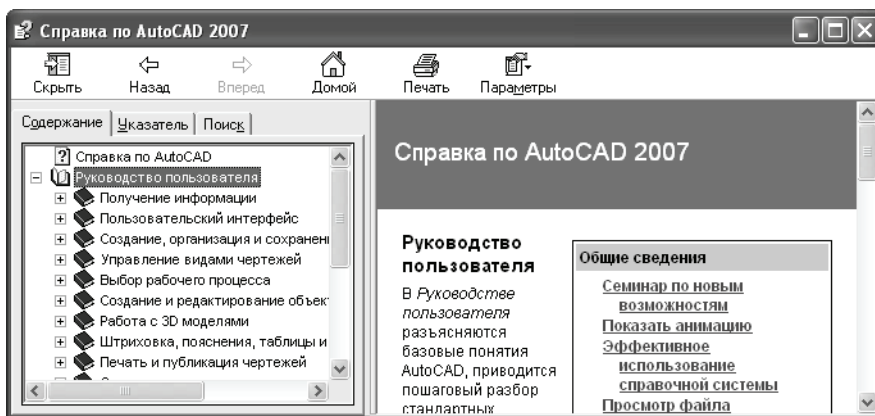 Справка по AutoCAD 2007
Скрыть Назад Вперед Домой Печать Параметры
Содержание Указатель Поиск
Справка по AutoCAD
Руководство пользователя
Получение информации
Пользовательский интерфейс
Создание, организация и сохранени
Управление видами чертежей
Выбор рабочего процесса
Создание и редактирование объек
Работа с 3D моделями
Штриховка, пояснения, таблицы и
Печать и публикация чертежей
Справка по AutoCAD 2007
Руководство
пользователя
В Руководстве
пользователя
разъясняются
базовые понятия
AutoCAD, приводится
пошаговый разбор
стандартных
Общие сведения
Семинар по новым
возможностям
Показать анимацию
Эффективное
использование
справочной системы
Просмотр файла